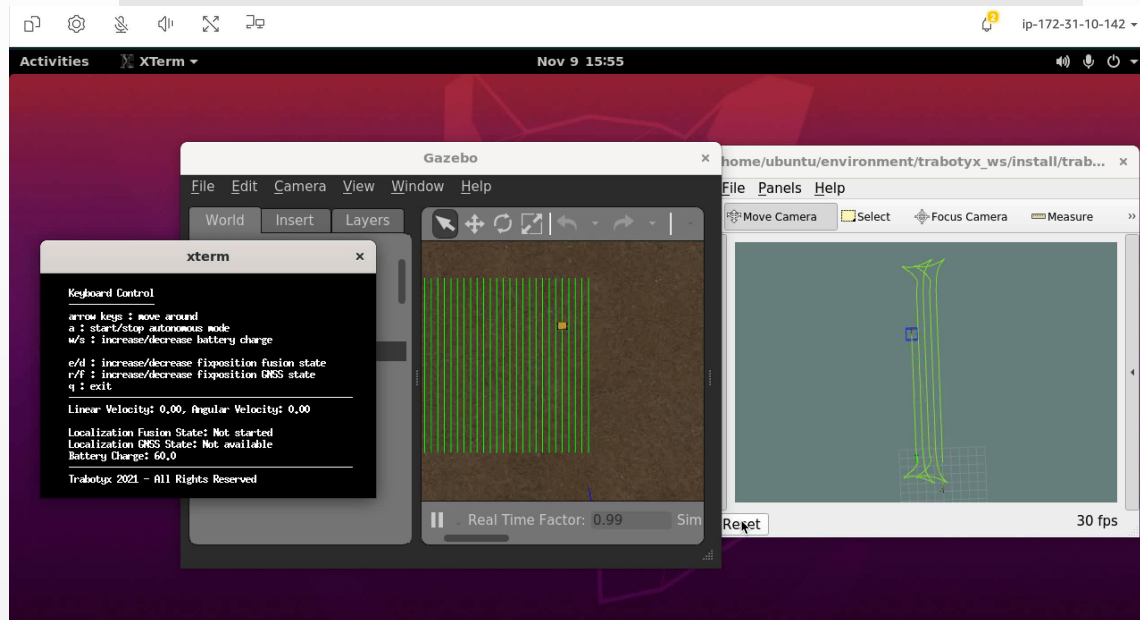 2
ip-172-31-10-142
Activities
XTerm
Nov 9 15:55
Gazebo
File Edit Camera View Window Help
World Insert Layers
Real Time Factor: 0.99 Sim
home/ubuntu/environment/trabotyx_ws/install/trab...
File Panels Help
Move Camera Select Focus Camera Measure
Reset
30 fps
xterm
Keyboard Control
arrow keys : move around
a : start/stop autonomous mode
w/s : increase/decrease battery charge
e/d : increase/decrease fixposition fusion state
r/f : increase/decrease fixposition GNSS state
q : exit
Linear Velocity: 0.00, Angular Velocity: 0.00
Localization Fusion State: Not started
Localization GNSS State: Not available
Battery Charge: 60.0
Trabotyx 2021 - All Rights Reserved